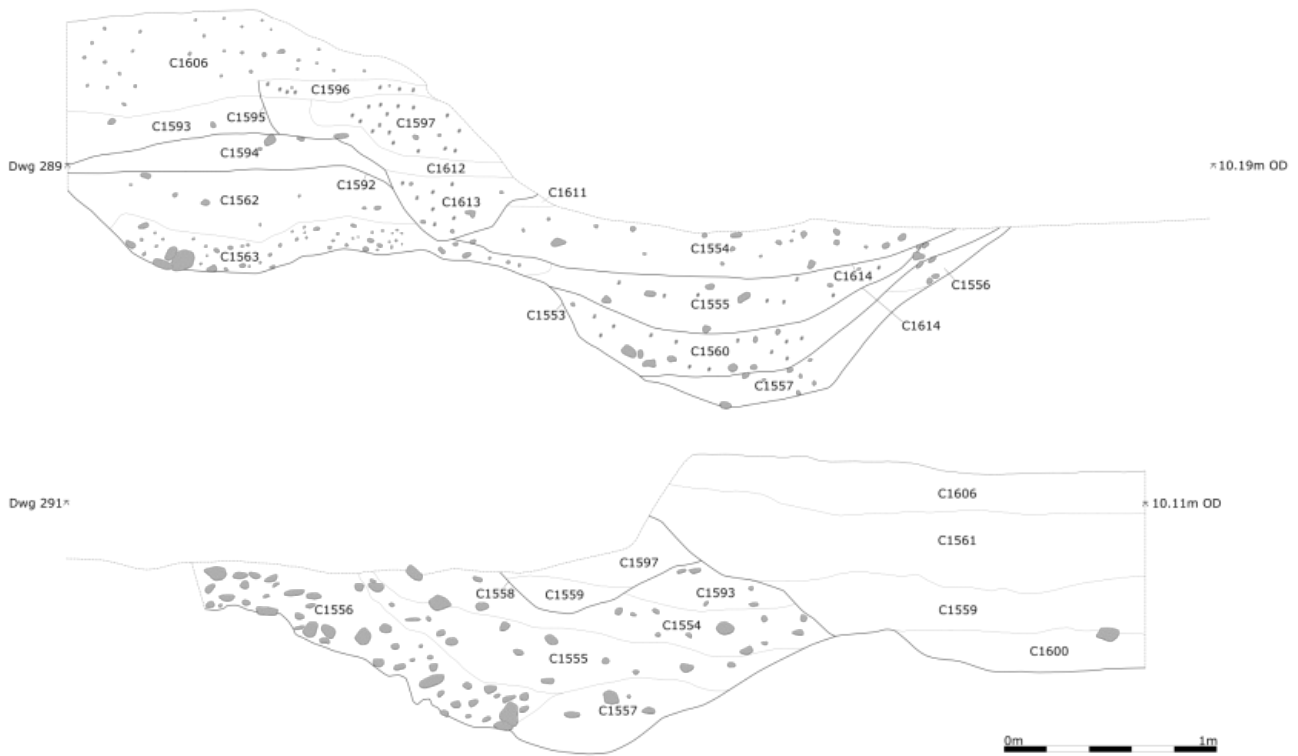 C1606
C1596
C1595
C1593
C1597
C1594
Dwg 289
C1612
10.19m OD
C1592
C1611
C1562
C1613
C1554
C1563
C1614
C1556
C1555
C1553
C1614
C1560
C1557
C1606
Dwg 291
10.11m OD
C1561
C1597
C1558
C1559
C1593
C1556
C1559
C1554
C1555
C1600
C1557
0m 1m